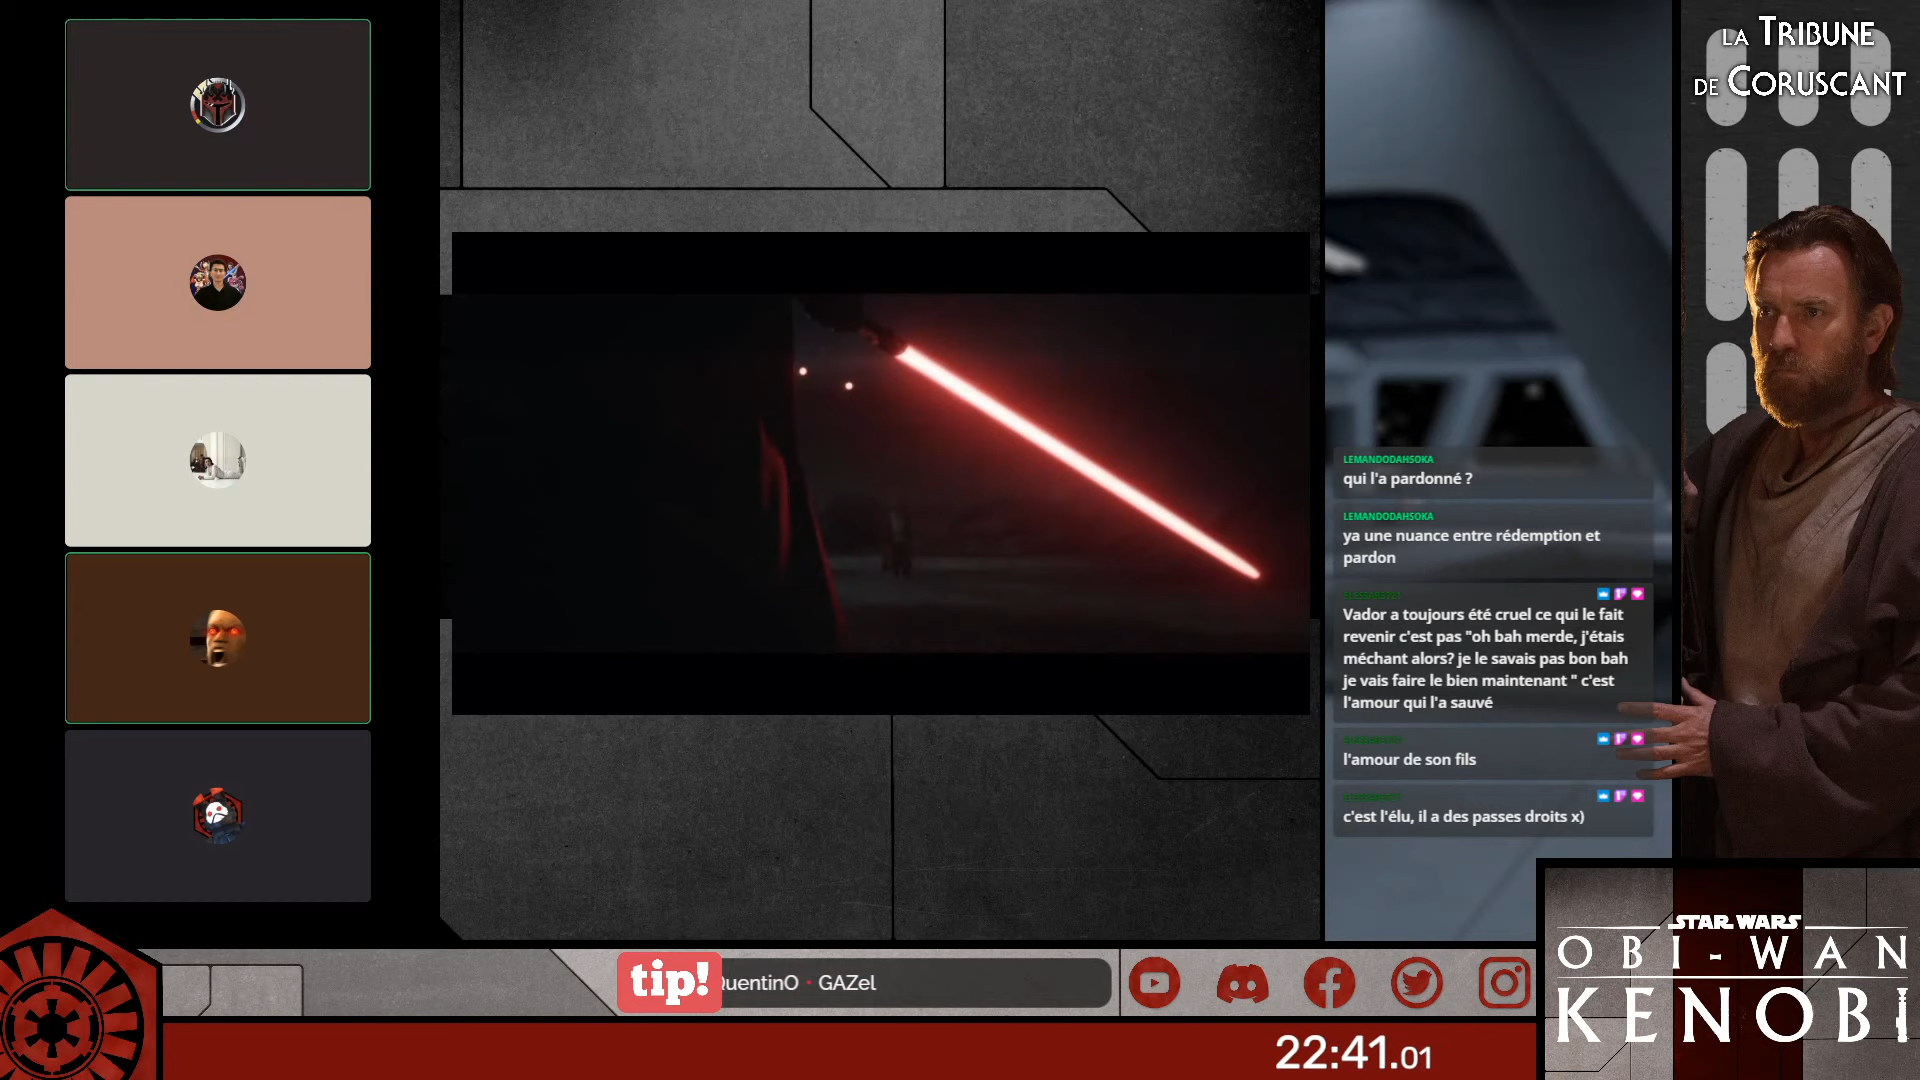 LA TRIBUNE
DE CORUSCANT
LEMANDODAHSOKA
qui l'a pardonné ?
LEMANDODAHSOKA
ya une nuance entre rédemption et
pardon
Vador a toujours été cruel ce qui le fait
revenir c'est pas "oh bah merde, j'étais
méchant alors? je le savais pas bon bah
je vais faire le bien maintenant " c'est
l'amour qui l'a sauvé
l'amour de son fils
c'est l'élu, il a des passes droits x)
STAR WARS
OBI-WAN
KENOBI
tip!
uentinO • GAZel
22:41.01